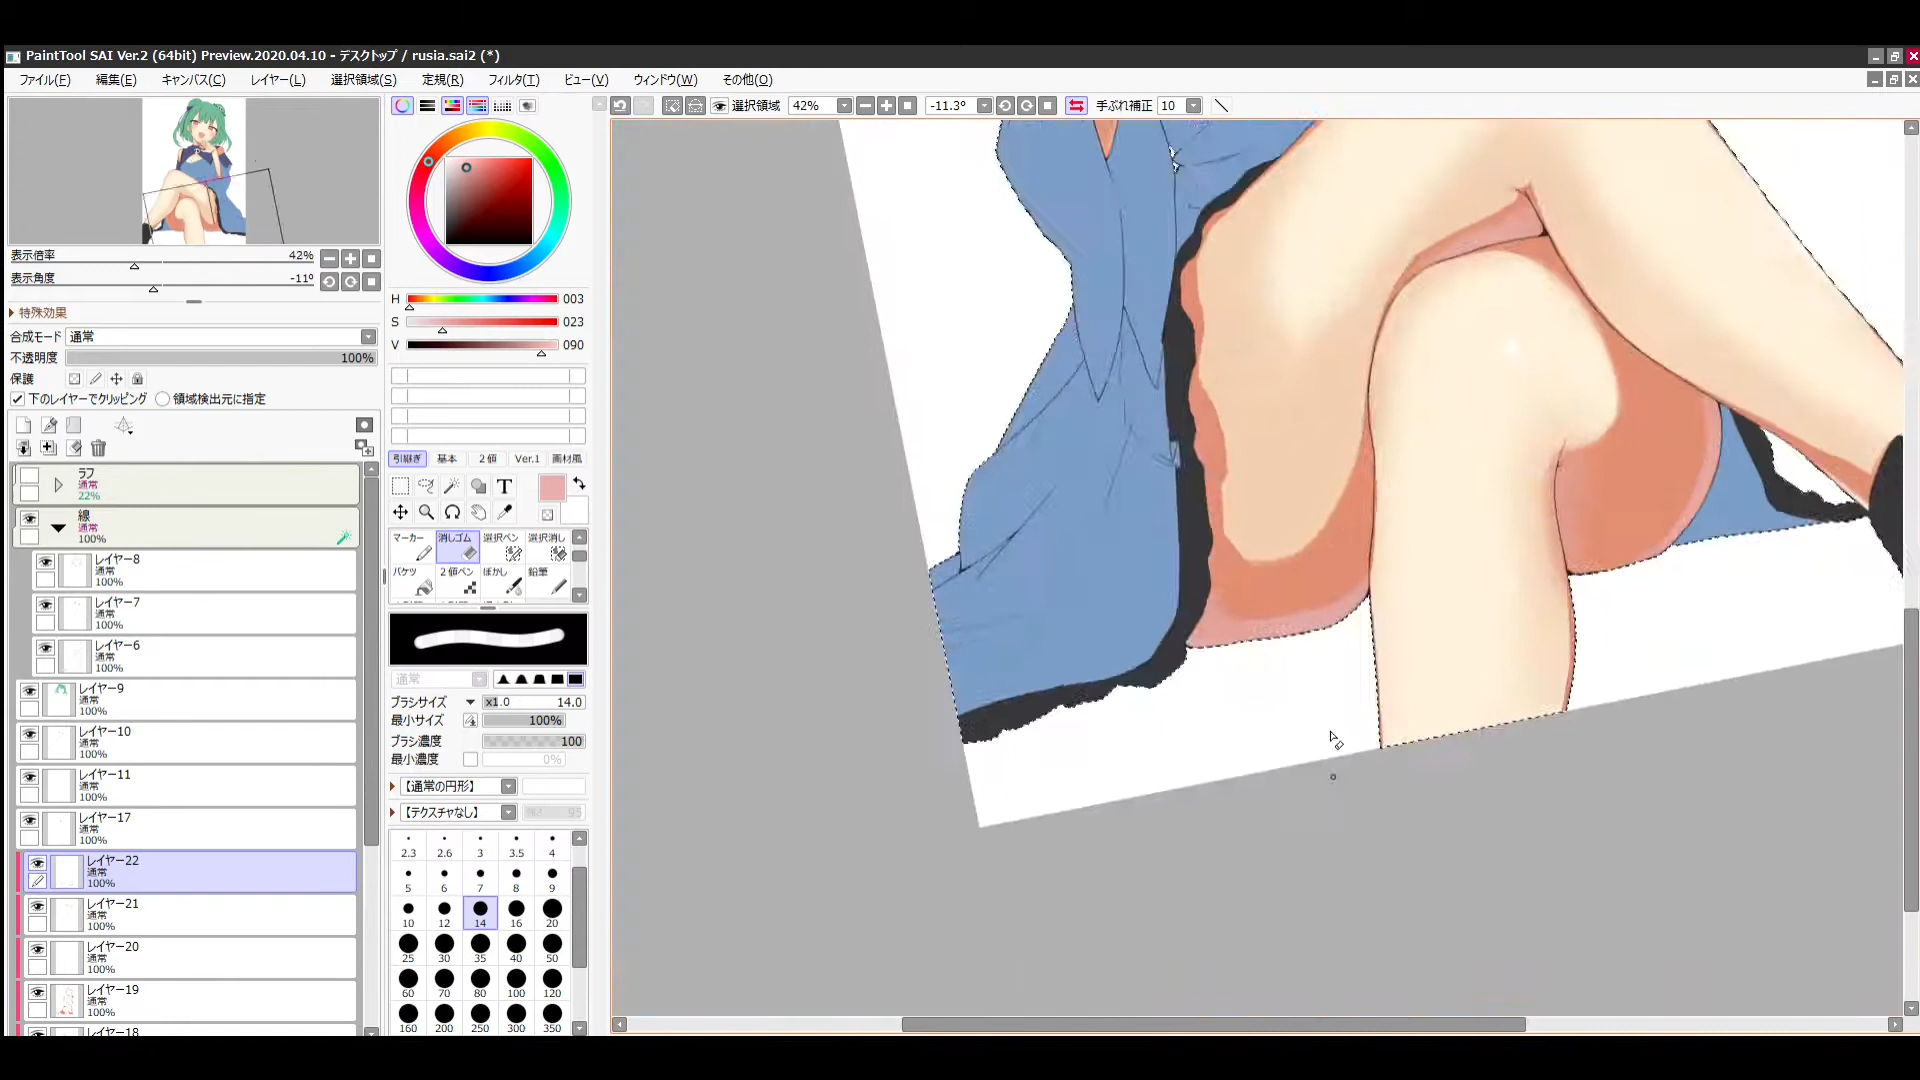 PaintTool SAI Ver.2 (64bit) Preview.2020.04.10 - デスクトップ / rusia.sai2 (*)
ファイル(F) 編集(E) キャンバス(C) レイヤー(L) 選択領域(S) 定規(R) フィルタ(T) ビュー(V) ウィンドウ(W) その他(O)
選択領域 42% -11.3º 手ぶれ補正 10
表示倍率 42%
表示角度 -11º
特殊効果
合成モード 通常
不透明度 100%
保護
下のレイヤーでクリッピング 領域検出元に指定
ラフ
通常
22%
線
通常
100%
レイヤー8
通常
100%
レイヤー7
通常
100%
レイヤー6
通常
100%
レイヤー9
通常
100%
レイヤー10
通常
100%
レイヤー11
通常
100%
レイヤー17
通常
100%
レイヤー22
通常
100%
レイヤー21
通常
100%
レイヤー20
通常
100%
レイヤー19
通常
100%
レイヤー18
H 003
S 023
V 090
引継ぎ 基本 2値 Ver.1 画材風
T
マーカー 消しゴム 選択ペン 選択消し
バケツ 2値ペン ぼかし 鉛筆
通常
ブラシサイズ x1.0 14.0
最小サイズ 100%
ブラシ濃度 100
最小濃度 0%
【通常の円形】
【テクスチャなし】 95
2.3 2.6 3 3.5 4
5 6 7 8 9
10 12 14 16 20
25 30 35 40 50
60 70 80 100 120
160 200 250 300 350